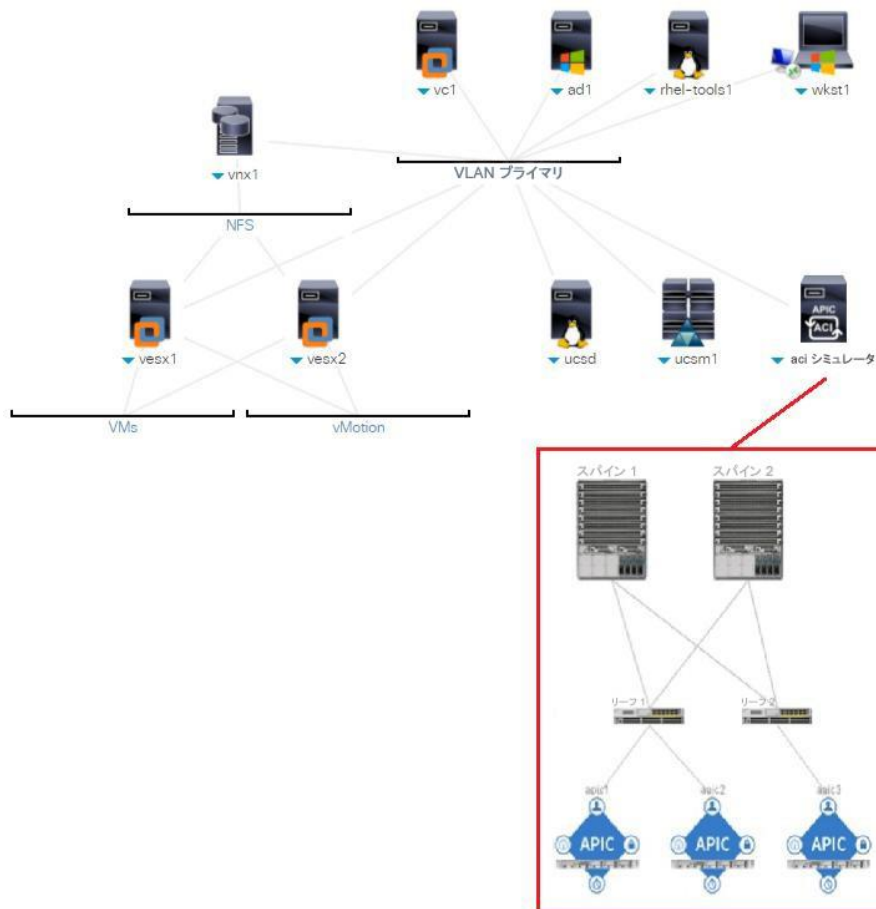 vc1
ad1
rhel-tools1
wkst1
vnx1
VLAN プライマリ
NFS
vesx1
vesx2
ucsd
ucsm1
APIC
ACI
aci シミュレータ
VMs
vMotion
スパイン 1
スパイン 2
リーフ 1
リーフ 2
apic1
apic2
apic3
APIC
APIC
APIC